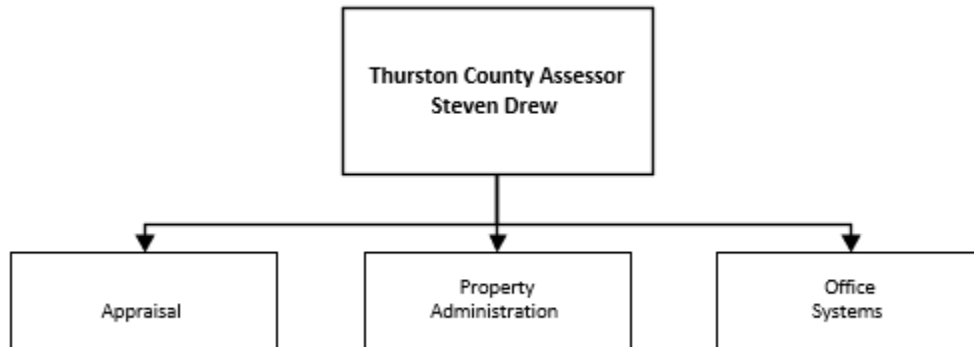 Thurston County Assessor
Steven Drew
Appraisal
Property
Administration
Office
Systems